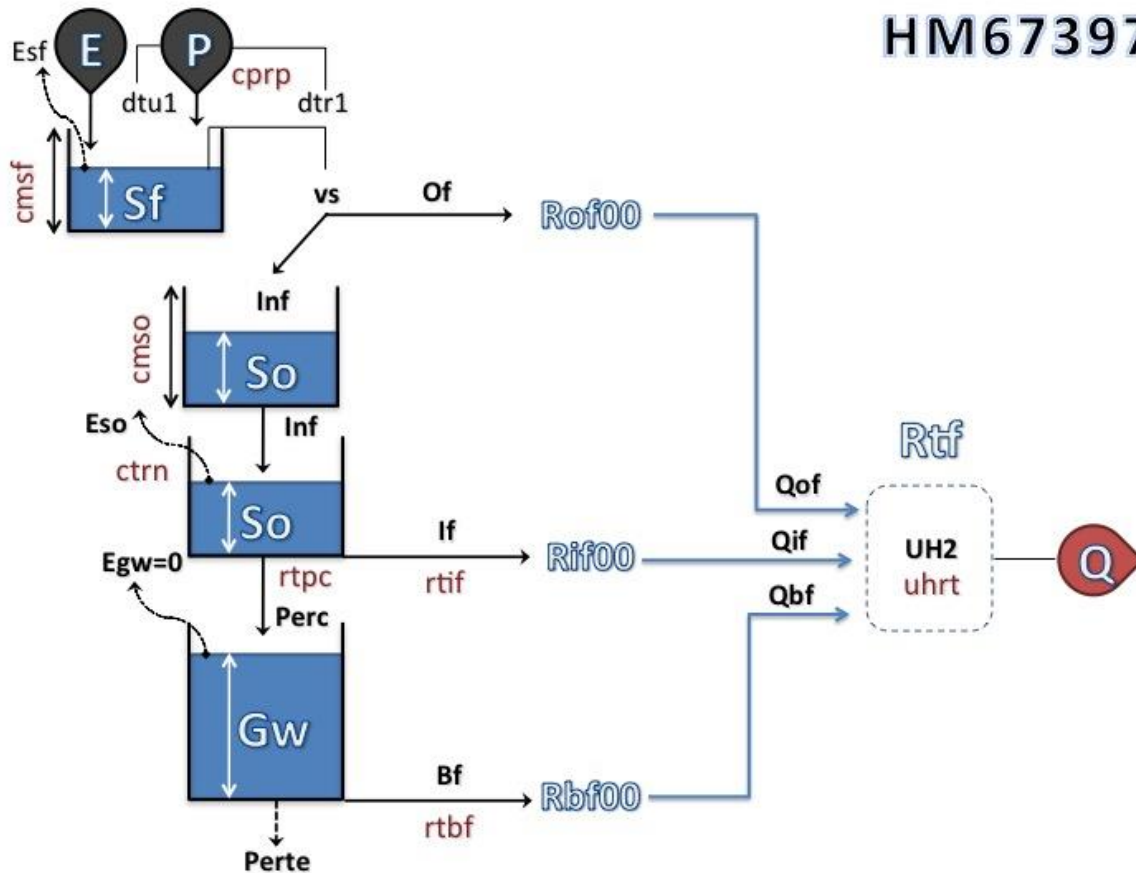 HM67397
Esf
E
P
cprp
dtu1
dtr1
cmsf
Sf
vs
Of
Rof00
Inf
cmso
So
Eso
Inf
ctrn
So
Rtf
Qof
If
Rif00
Qif
UH2
uhrt
Q
Egw=0
rtpc
rtif
Qbf
Perc
Gw
Bf
Rbf00
rtbf
Perte